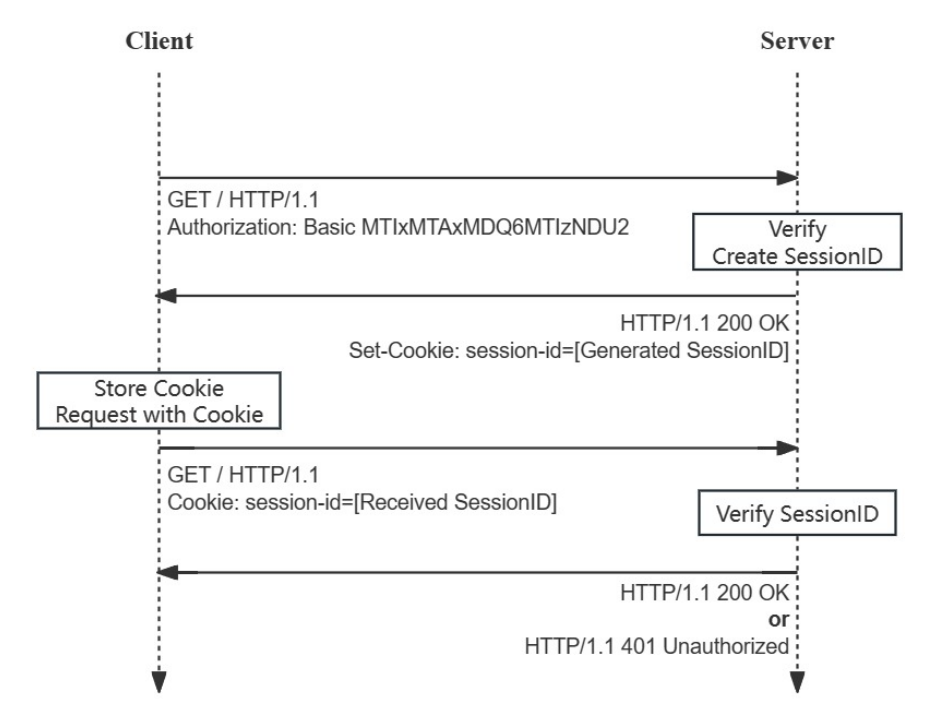 Client
Server
GET / HTTP/1.1
Authorization: Basic MTIxMTAxMDQ6MTIzNDU2
Verify
Create SessionID
HTTP/1.1 200 OK
Set-Cookie: session-id=[Generated SessionID]
Store Cookie
Request with Cookie
GET / HTTP/1.1
Cookie: session-id=[Received SessionID]
Verify SessionID
HTTP/1.1 200 OK
or
HTTP/1.1 401 Unauthorized